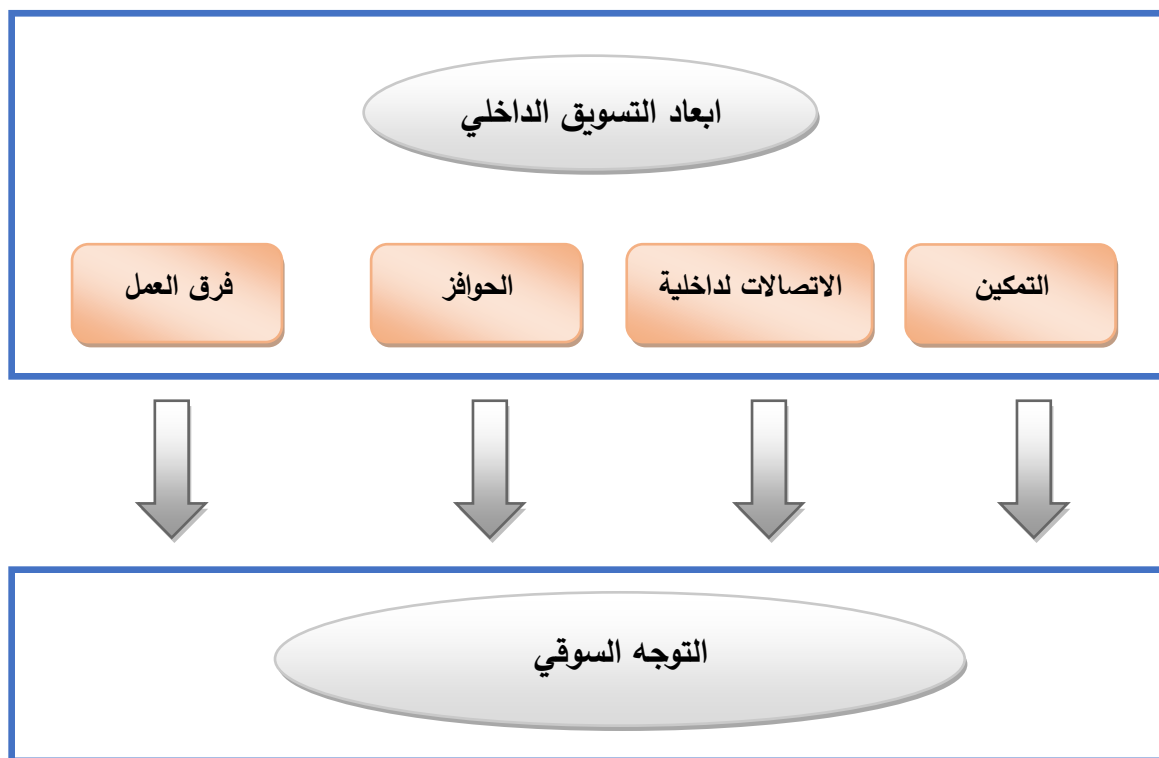 ابعاد التسويق الداخلي
التمكين
الاتصالات لداخلية
الحوافز
فرق العمل
التوجه السوقي